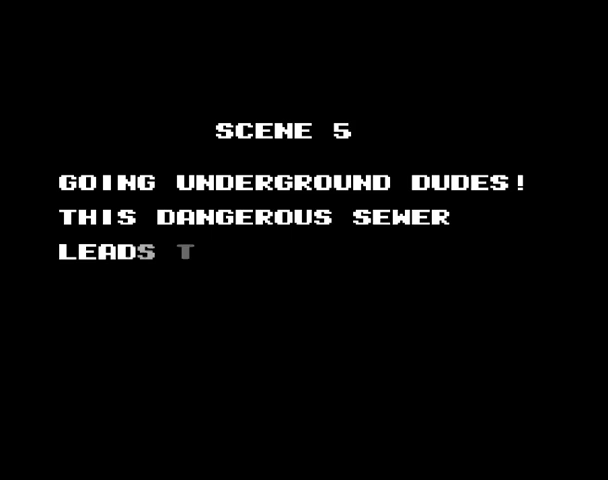 SCENE 5
GOING UNDERGROUND DUDES!
THIS DANGEROUS SEWER
LEADS T